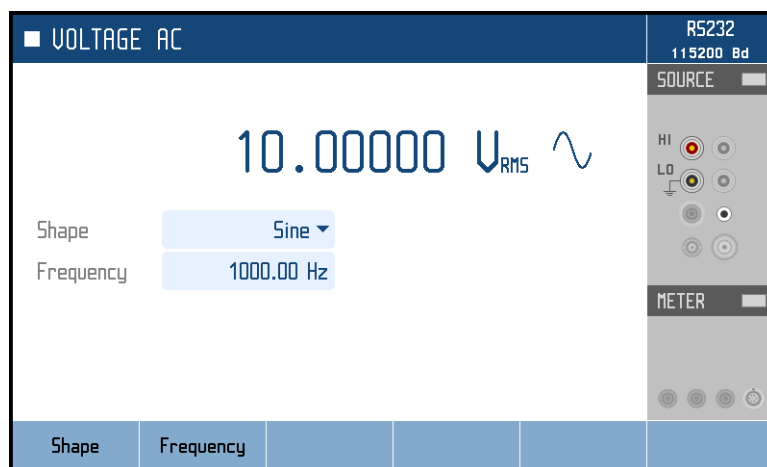 VOLTAGE AC
RS232
115200 Bd
SOURCE
10.00000 VRMS
HI
LO
Shape Sine
Frequency 1000.00 Hz
METER
Shape Frequency